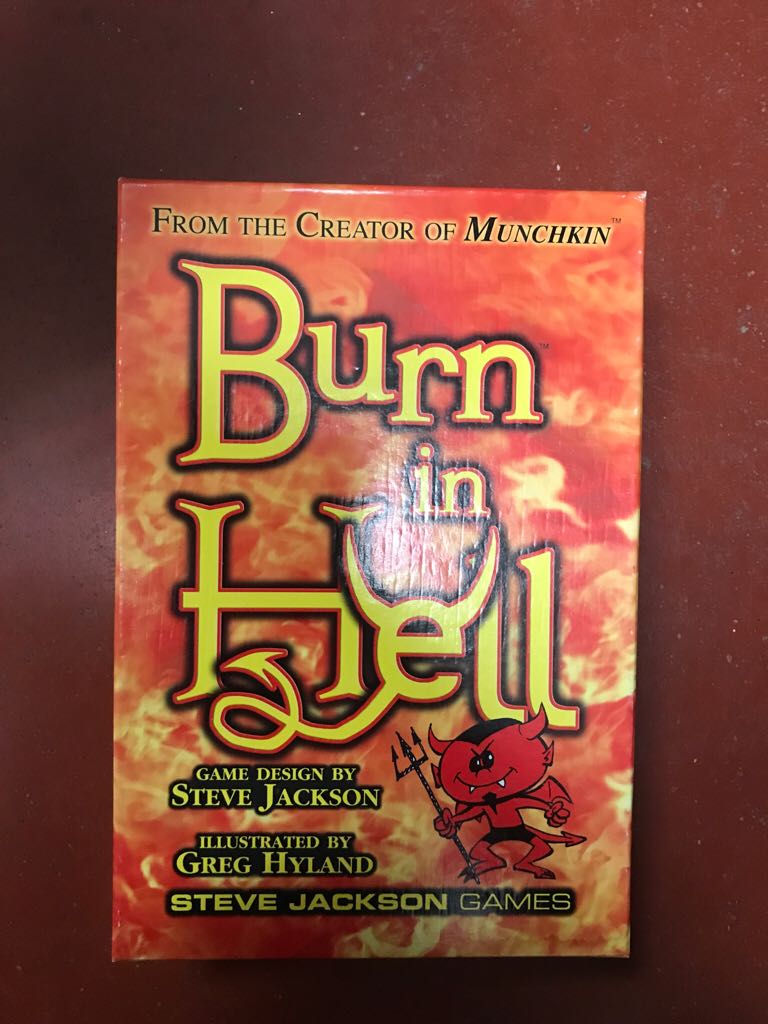 FROM THE CREATOR OF MUNCHKIN™
Burn™
in
Hell
GAME DESIGN BY
STEVE JACKSON
ILLUSTRATED BY
GREG HYLAND
STEVE JACKSON GAMES